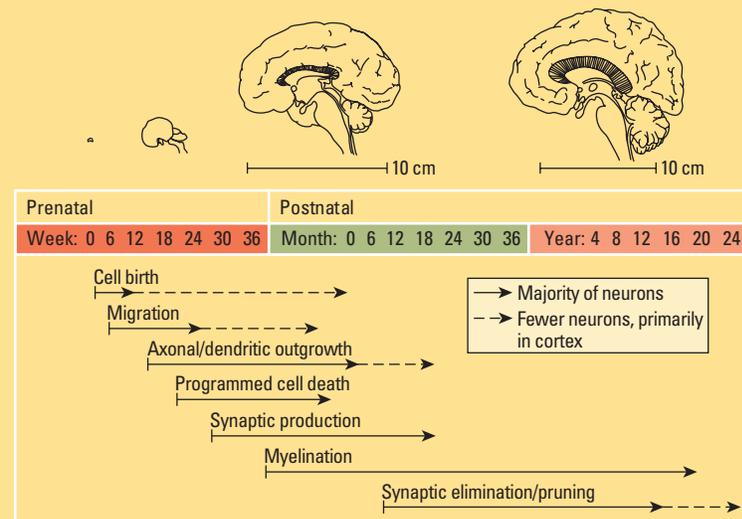 10 cm
10 cm
Prenatal
Postnatal
Week: 0 6 12 18 24 30 36
Month: 0 6 12 18 24 30 36
Year: 4 8 12 16 20 24
Cell birth
Migration
Axonal/dendritic outgrowth
Programmed cell death
Synaptic production
Myelination
Synaptic elimination/pruning
Majority of neurons
Fewer neurons, primarily
in cortex